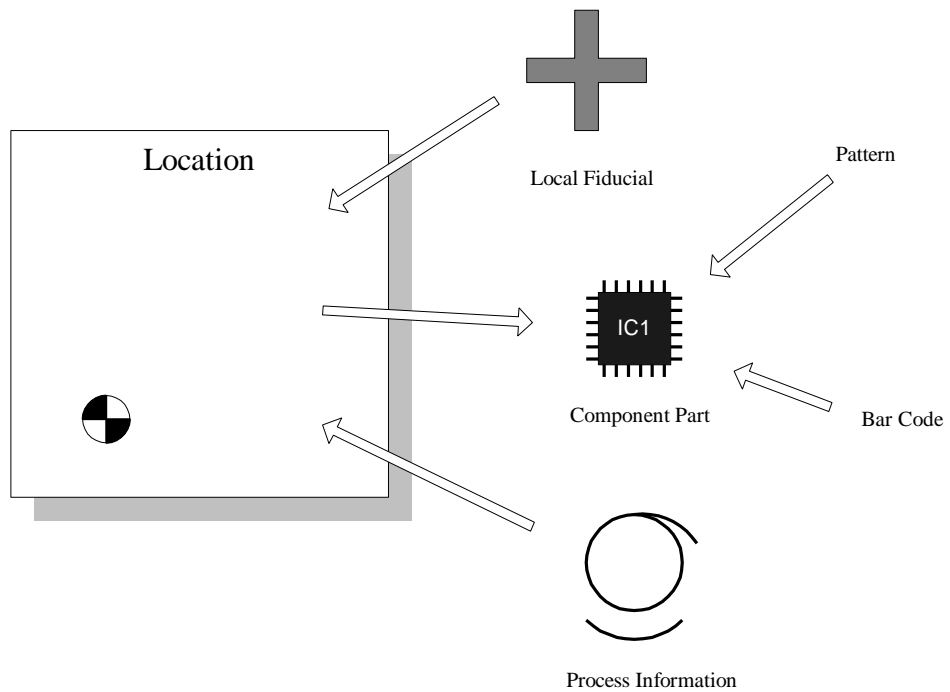 Location
Local Fiducial
Pattern
IC1
Component Part
Bar Code
Process Information